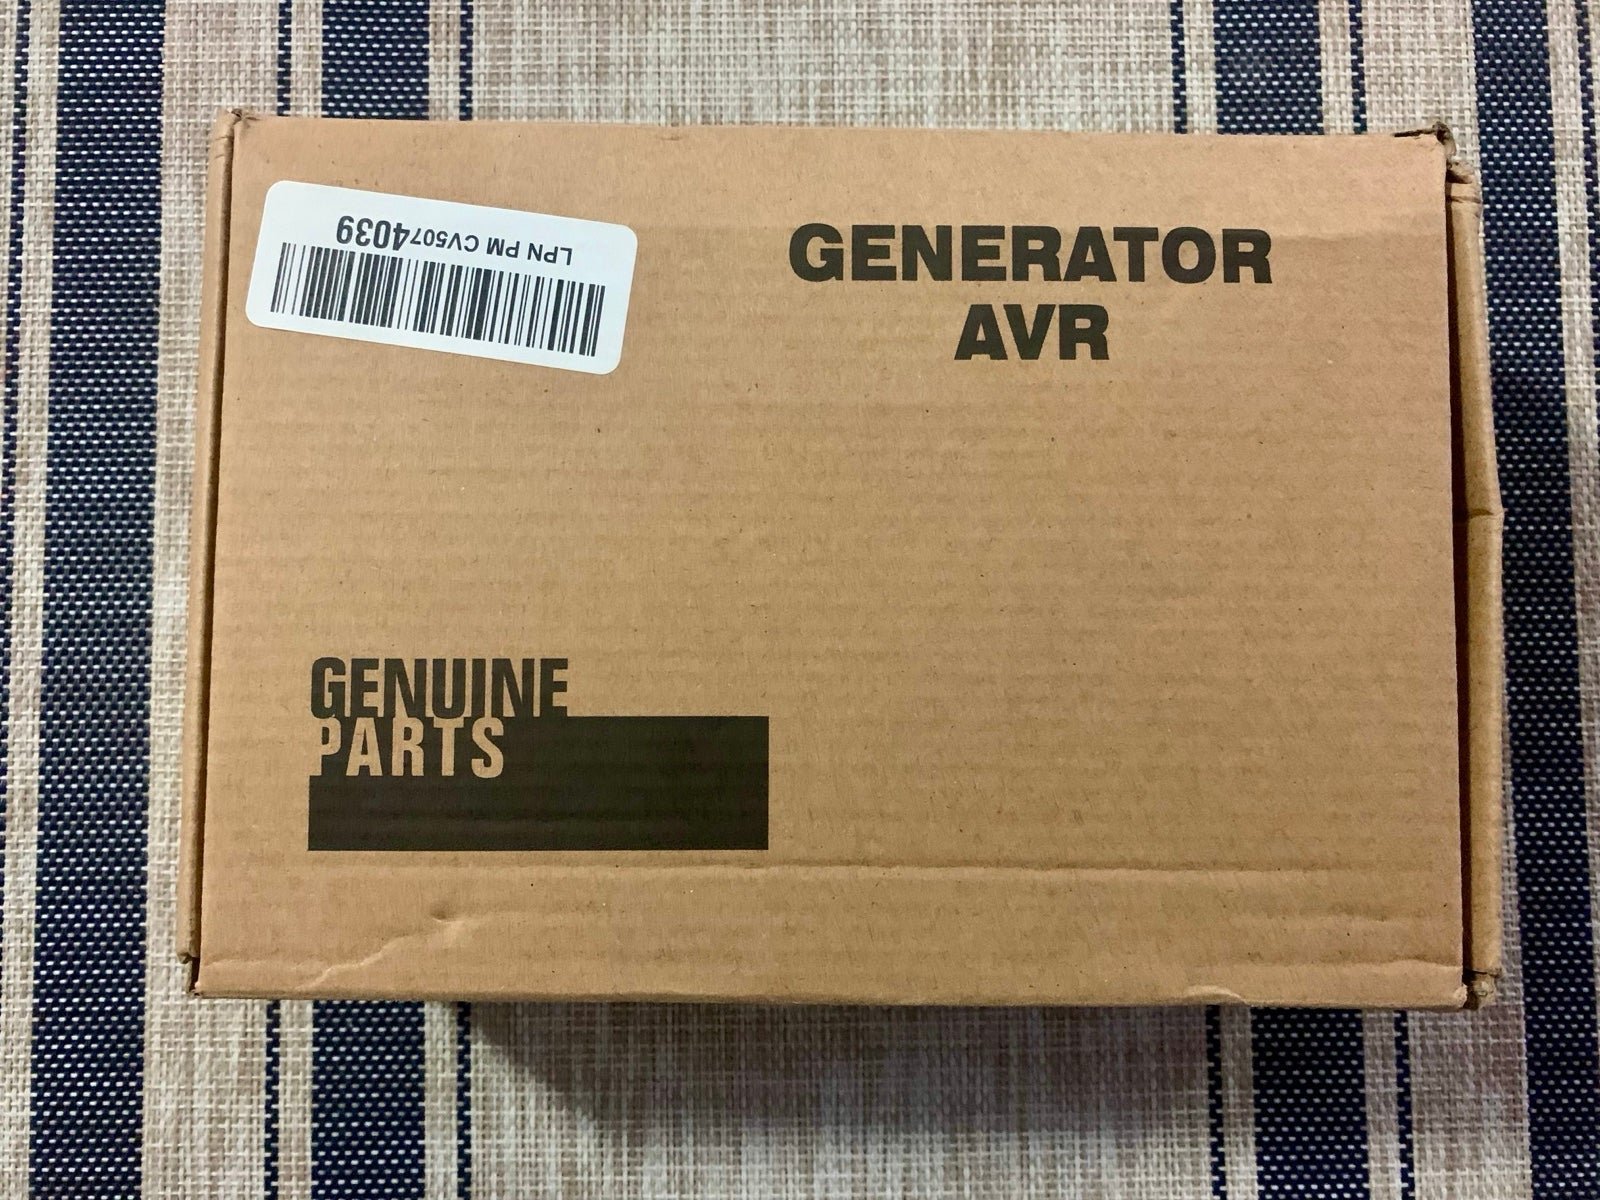 LPN PM CV5074039
GENERATOR
AVR
GENUINE
PARTS